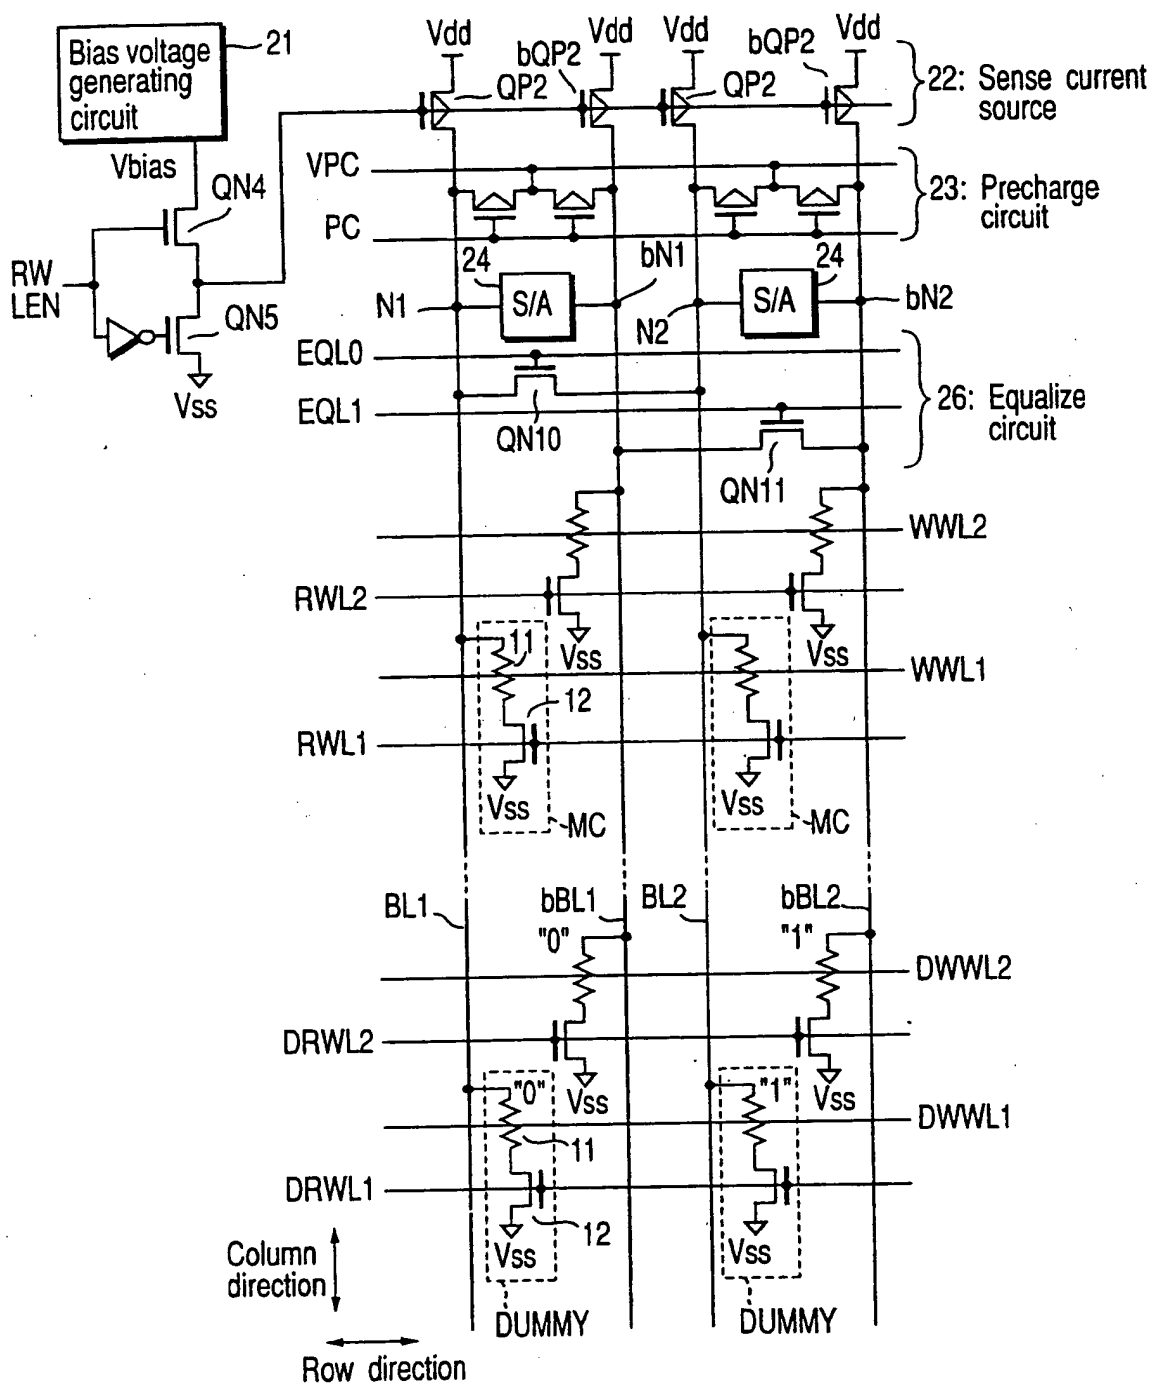 Vdd
Vdd
Vdd
Vdd
Bias voltage
generating
circuit
21
bQP2
QP2
bQP2
QP2
22: Sense current
source
Vbias
QN4
VPC
PC
23: Precharge
circuit
RW
LEN
QN5
Vss
24
S/A
bN1
N1
24
S/A
N2
bN2
EQL0
EQL1
QN10
QN11
26: Equalize
circuit
WWL2
RWL2
Vss
Vss
11
WWL1
12
RWL1
Vss
Vss
MC
MC
BL1
bBL1
BL2
bBL2
"0"
"1"
DWWL2
DRWL2
Vss
Vss
"0"
"1"
DWWL1
11
DRWL1
12
Vss
Vss
DUMMY
DUMMY
Column
direction
Row direction